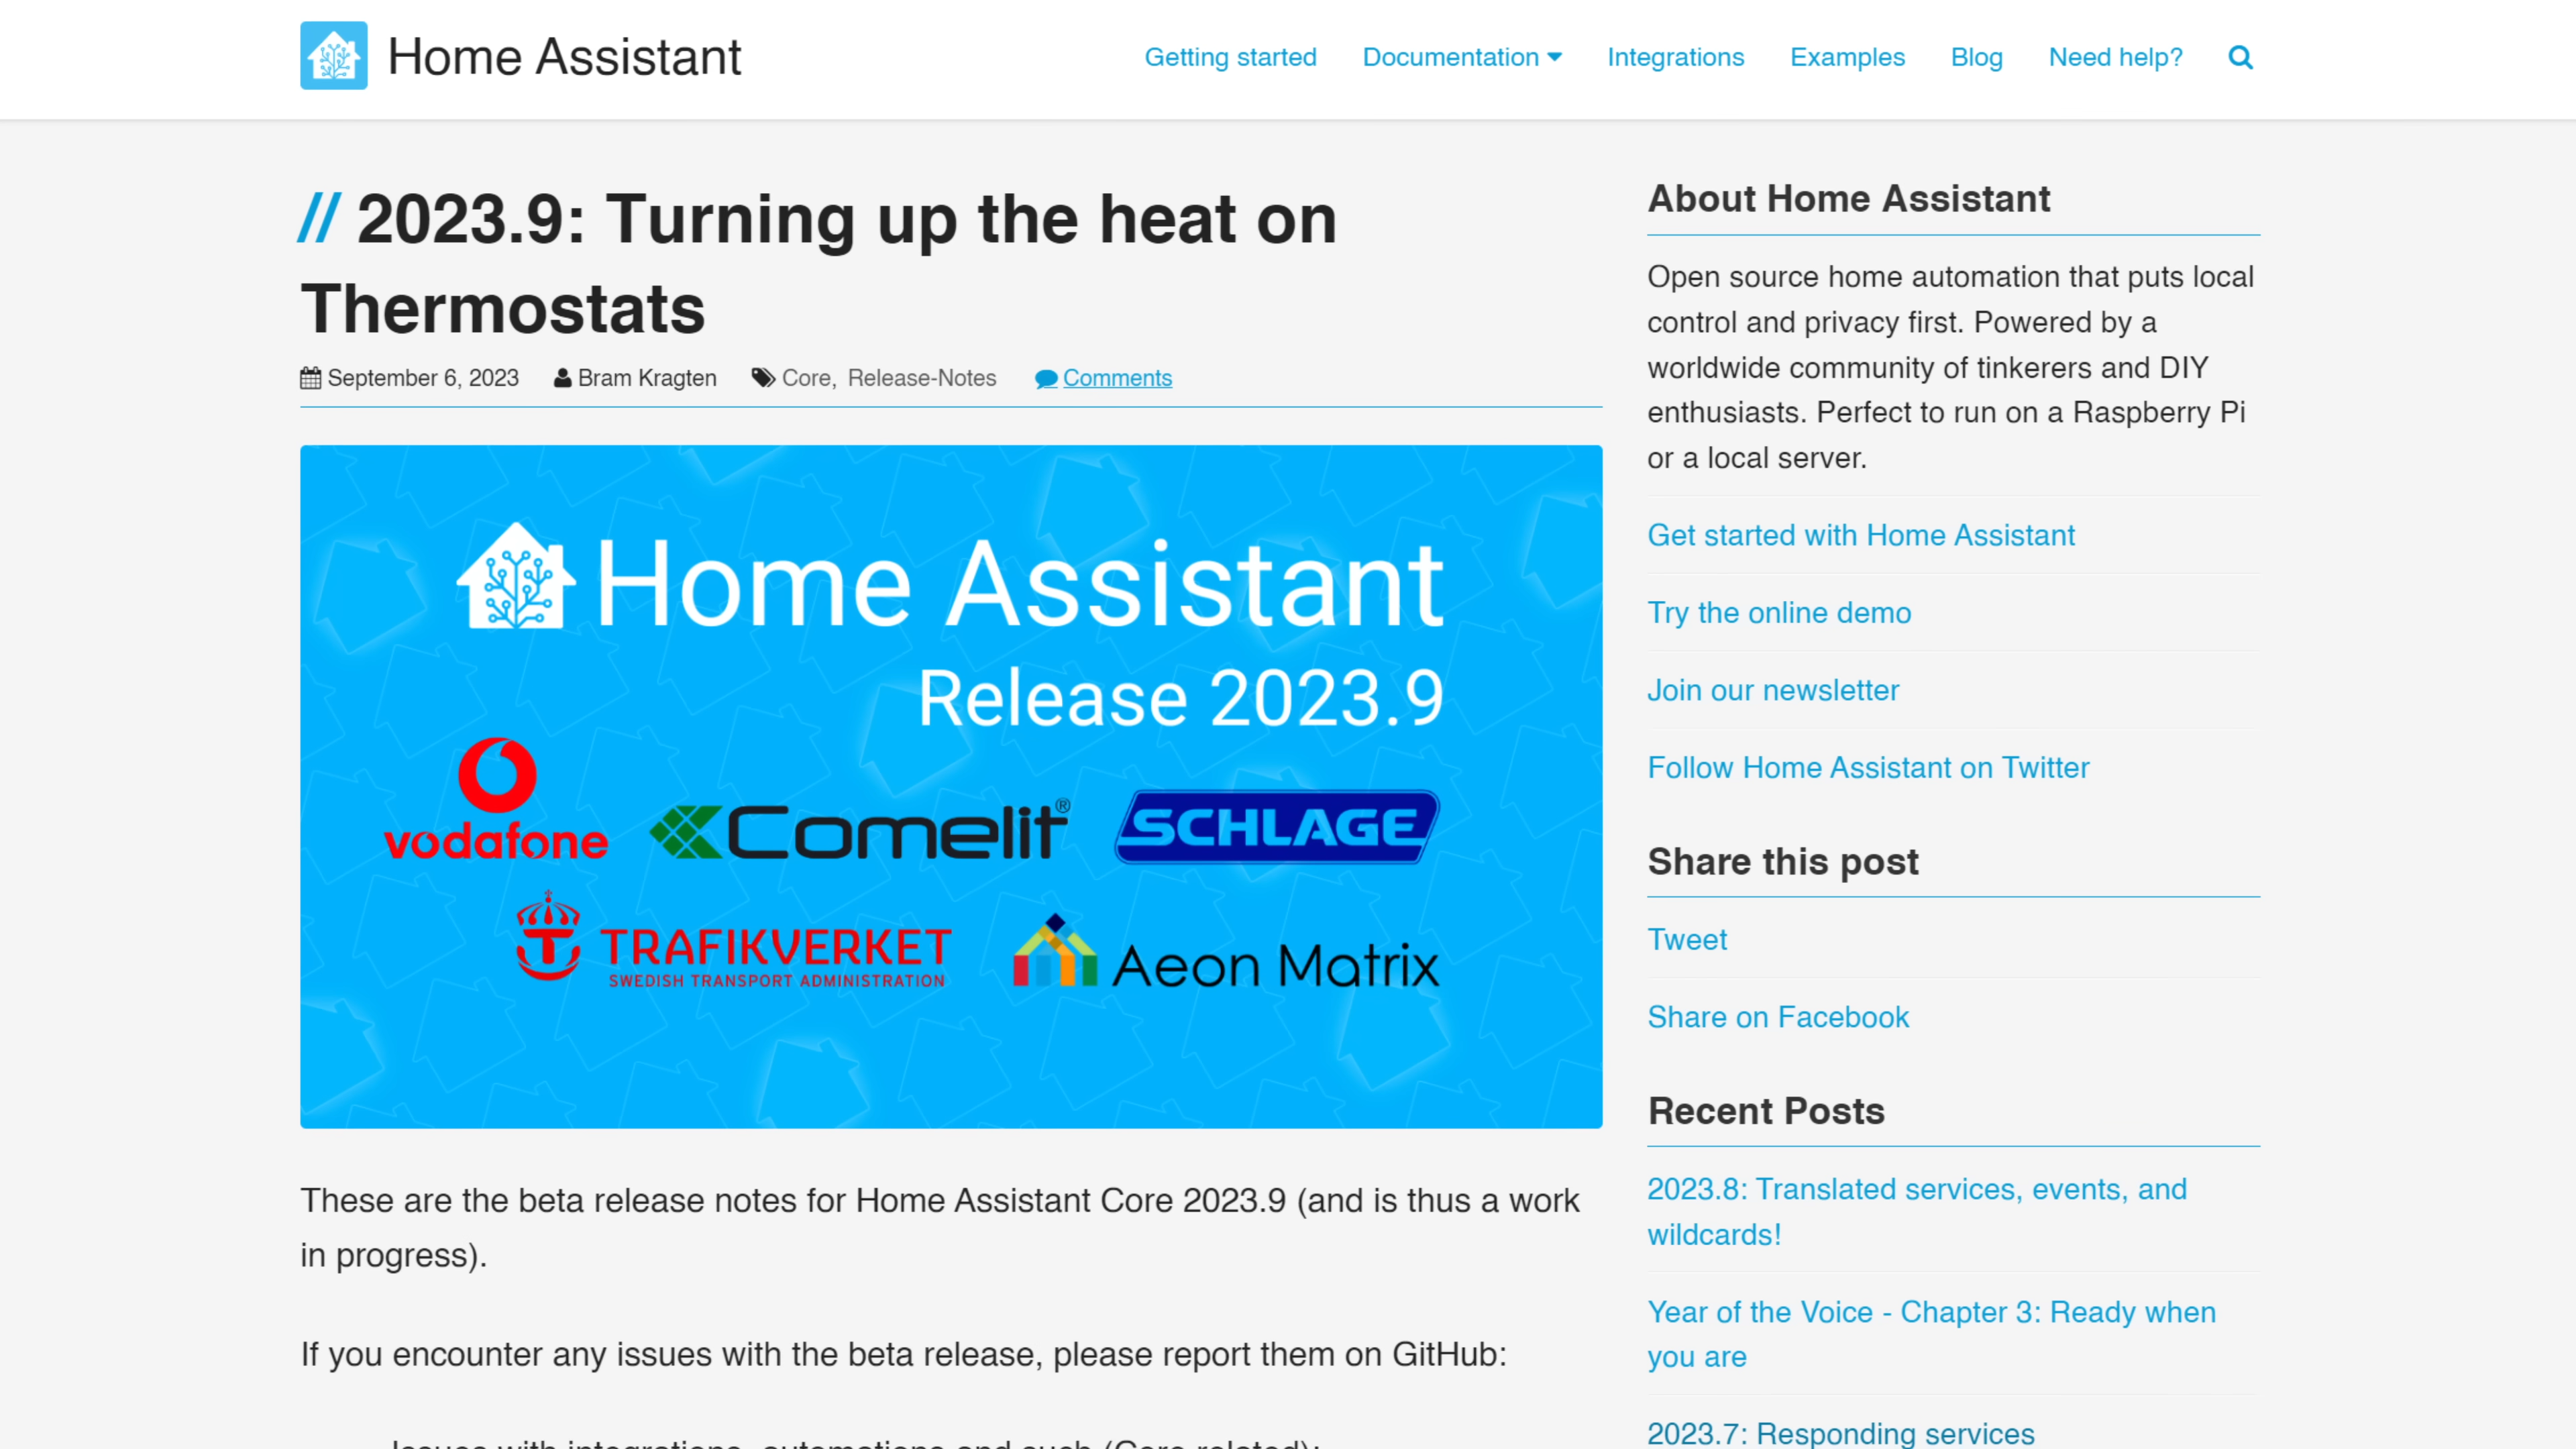 Home Assistant
Getting started
Documentation
Integrations
Examples
Blog
Need help?
// 2023.9: Turning up the heat on
Thermostats
September 6, 2023
Bram Kragten
Core, Release-Notes
Comments
Home Assistant
Release 2023.9
vodafone
Comelit®
SCHLAGE
TRAFIKVERKET
SWEDISH TRANSPORT ADMINISTRATION
Aeon Matrix
These are the beta release notes for Home Assistant Core 2023.9 (and is thus a work
in progress).
If you encounter any issues with the beta release, please report them on GitHub:
Issues with integrations, automations and such (Core related):
About Home Assistant
Open source home automation that puts local
control and privacy first. Powered by a
worldwide community of tinkerers and DIY
enthusiasts. Perfect to run on a Raspberry Pi
or a local server.
Get started with Home Assistant
Try the online demo
Join our newsletter
Follow Home Assistant on Twitter
Share this post
Tweet
Share on Facebook
Recent Posts
2023.8: Translated services, events, and
wildcards!
Year of the Voice - Chapter 3: Ready when
you are
2023.7: Responding services